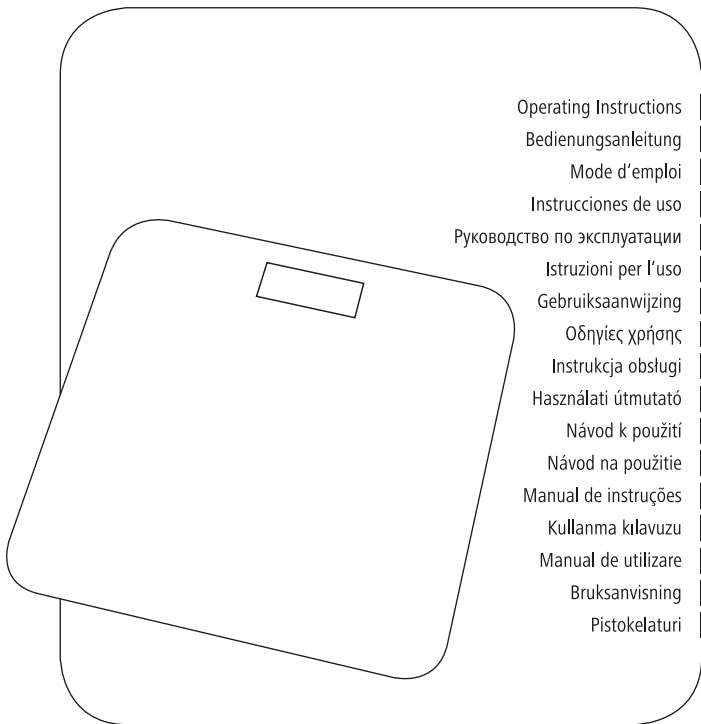 Operating Instructions
Bedienungsanleitung
Mode d‘emploi
Instrucciones de uso
Руководство по эксплуатации
Istruzioni per l‘uso
Gebruiksaanwijzing
Οδηγίες χρήσης
Instrukcja obsługi
Használati útmutató
Návod k použití
Návod na použitie
Manual de instruções
Kullanma kılavuzu
Manual de utilizare
Bruksanvisning
Pistokelaturi